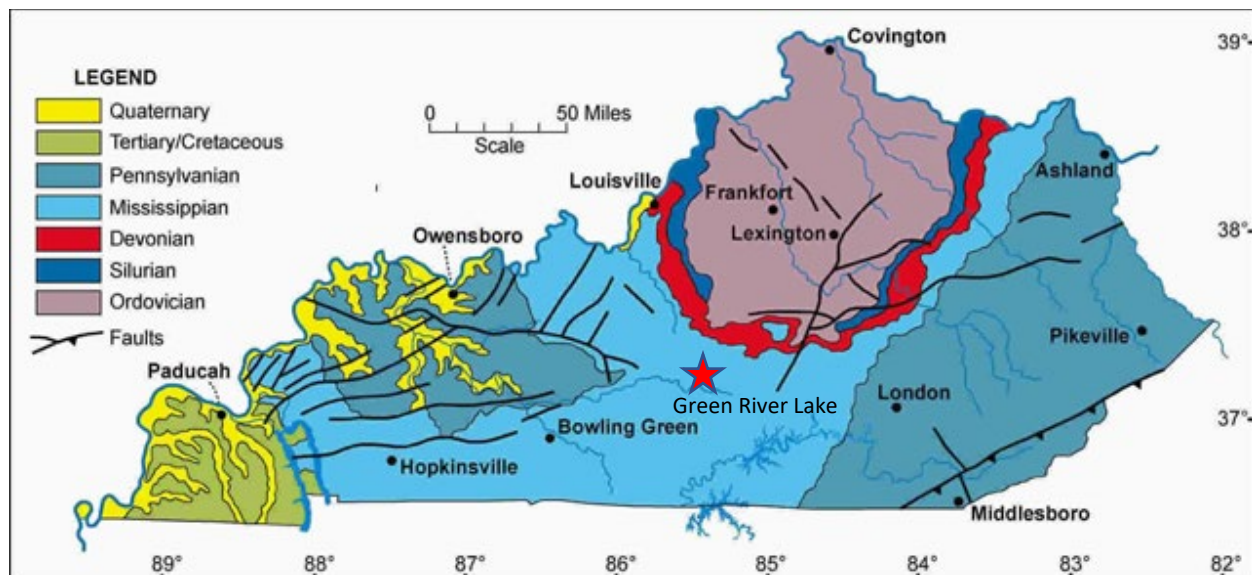 Covington
39°
LEGEND
Quaternary
Tertiary/Cretaceous
Pennsylvanian
Mississippian
Devonian
Silurian
Ordovician
Faults
0 50 Miles
Scale
Louisville
Frankfort
Lexington
Ashland
38°
Owensboro
Pikeville
Paducah
Green River Lake
London
37°
Bowling Green
Hopkinsville
Middlesboro
89° 88° 87° 86° 85° 84° 83° 82°